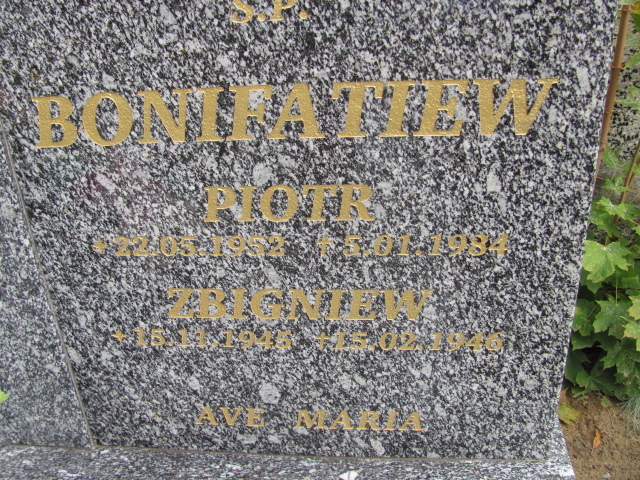 S.P.
BONIFATIEW
PIOTR
*22.05.1952 †5.01.1984
ZBIGNIEW
*15.11.1945 †15.02.1946
AVE MARIA